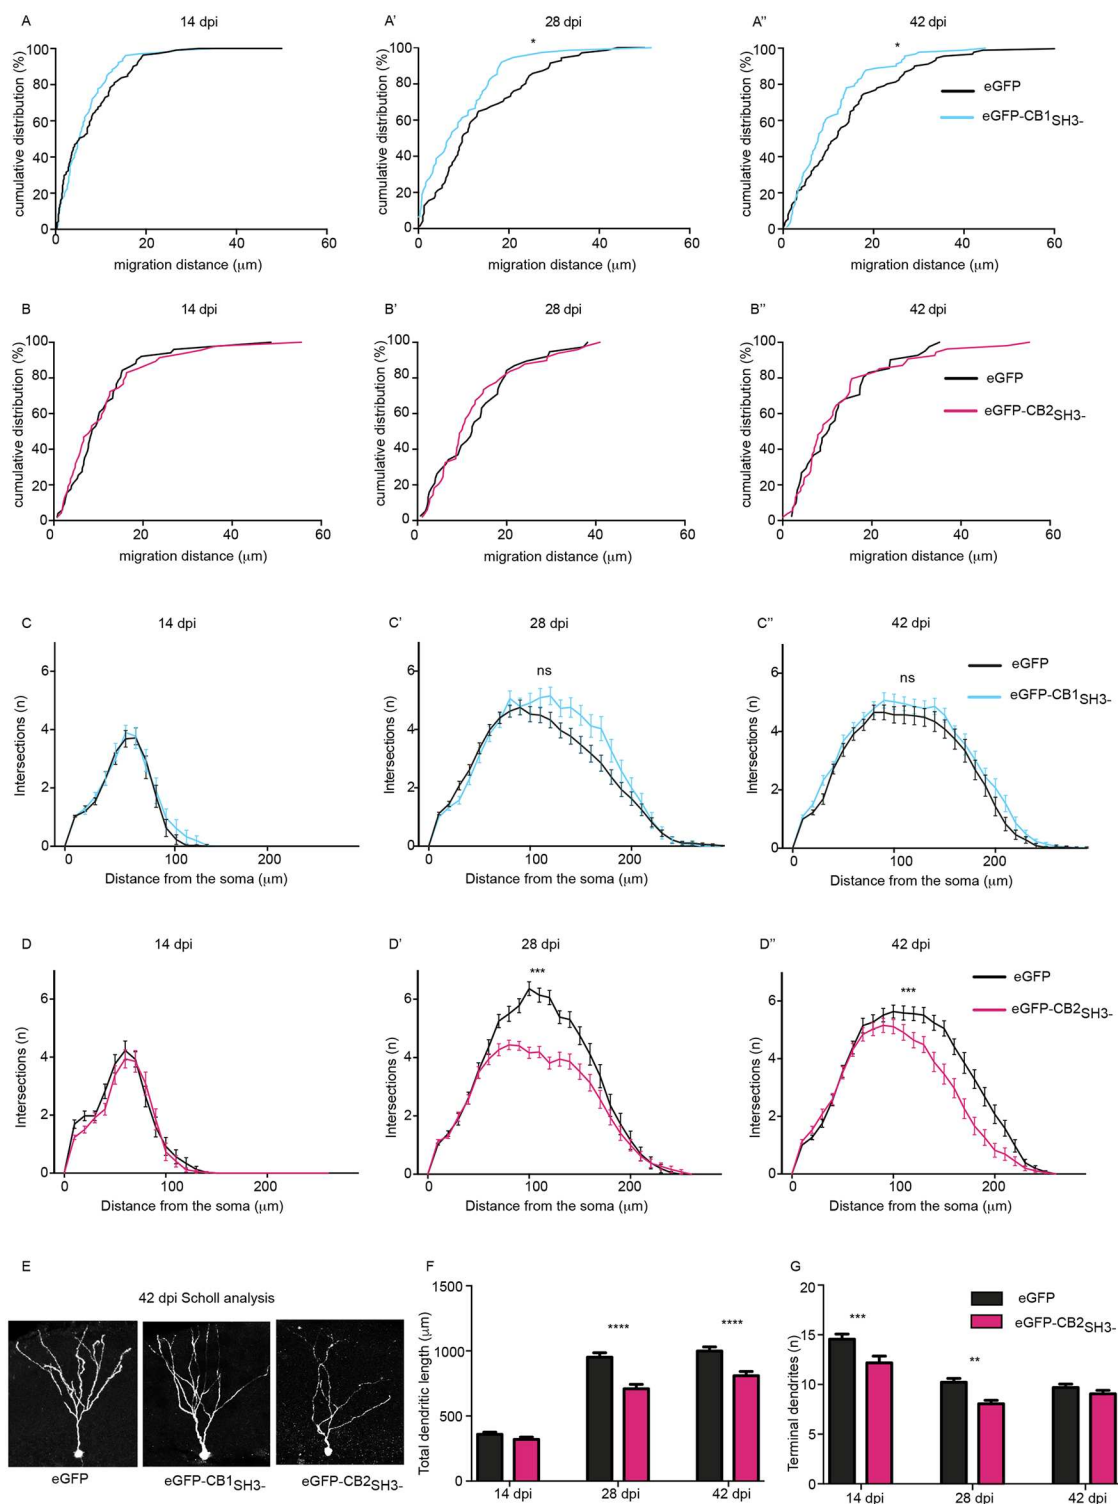 A
14 dpi
A'
28 dpi
A''
42 dpi
cumulative distribution (%)
100
80
60
40
20
0
0
20
40
60
migration distance (μm)
*
cumulative distribution (%)
100
80
60
40
20
0
0
20
40
60
migration distance (μm)
*
eGFP
eGFP-CB1SH3-
cumulative distribution (%)
100
80
60
40
20
0
0
20
40
60
migration distance (μm)
B
14 dpi
B'
28 dpi
B''
42 dpi
cumulative distribution (%)
100
80
60
40
20
0
0
20
40
60
migration distance (μm)
cumulative distribution (%)
100
80
60
40
20
0
0
20
40
60
migration distance (μm)
eGFP
eGFP-CB2SH3-
cumulative distribution (%)
100
80
60
40
20
0
0
20
40
60
migration distance (μm)
C
14 dpi
C'
28 dpi
C''
42 dpi
Intersections (n)
6
4
2
0
0
100
200
Distance from the soma (μm)
ns
Intersections (n)
6
4
2
0
0
100
200
Distance from the soma (μm)
ns
eGFP
eGFP-CB1SH3-
Intersections (n)
6
4
2
0
0
100
200
Distance from the soma (μm)
D
14 dpi
D'
28 dpi
D''
42 dpi
Intersections (n)
6
4
2
0
0
100
200
Distance from the soma (μm)
***
Intersections (n)
6
4
2
0
0
100
200
Distance from the soma (μm)
***
eGFP
eGFP-CB2SH3-
Intersections (n)
6
4
2
0
0
100
200
Distance from the soma (μm)
E
42 dpi Scholl analysis
eGFP
eGFP-CB1SH3-
eGFP-CB2SH3-
F
Total dendritic length (μm)
1500
1000
500
0
****
****
14 dpi
28 dpi
42 dpi
G
Terminal dendrites (n)
20
15
10
5
0
***
**
eGFP
eGFP-CB2SH3-
14 dpi
28 dpi
42 dpi